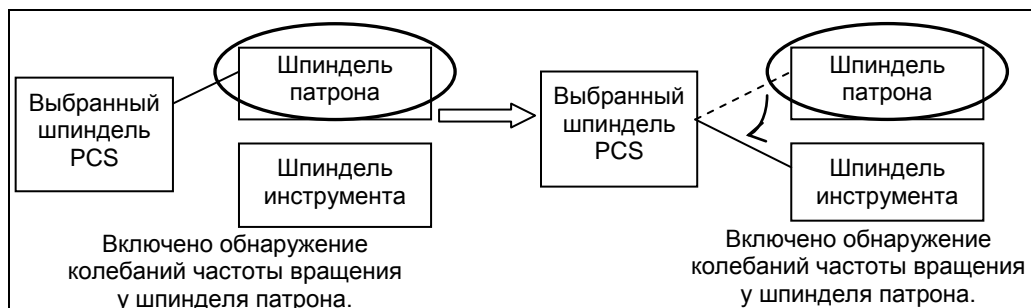 Выбранный
шпиндель
PCS
Шпиндель
патрона
Шпиндель
инструмента
Включено обнаружение
колебаний частоты вращения
у шпинделя патрона.
Выбранный
шпиндель
PCS
Шпиндель
патрона
Шпиндель
инструмента
Включено обнаружение
колебаний частоты вращения
у шпинделя патрона.